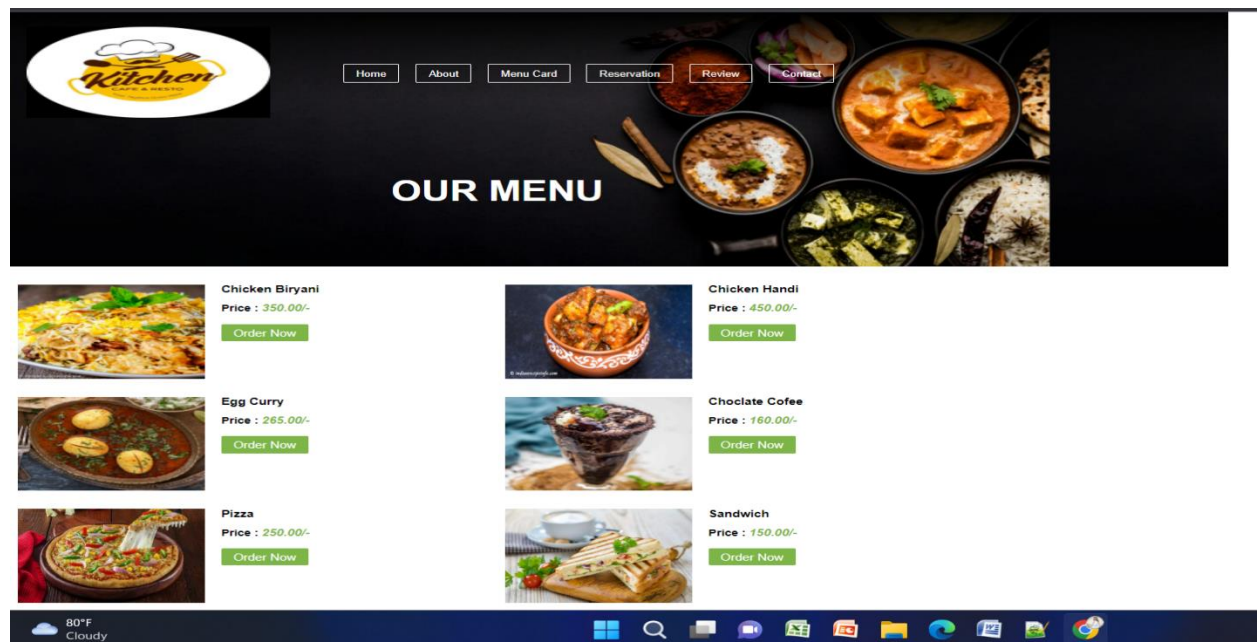 Kitchen
CAFE & RESTO
Home
About
Menu Card
Reservation
Review
Contact
OUR MENU
Chicken Biryani
Price : 350.00/-
Order Now
Chicken Handi
Price : 450.00/-
Order Now
Egg Curry
Price : 265.00/-
Order Now
Choclate Cofee
Price : 160.00/-
Order Now
Pizza
Price : 250.00/-
Order Now
Sandwich
Price : 150.00/-
Order Now
80°F
Cloudy